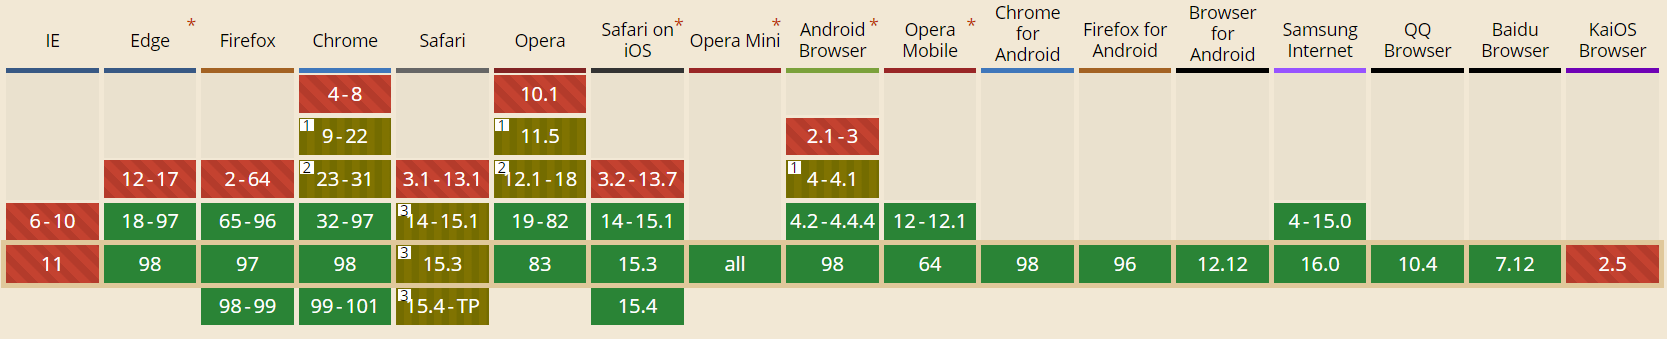 IE
Edge *
Firefox
Chrome
Safari
Opera
Safari on *
iOS
Opera Mini *
Android *
Browser
Opera *
Mobile
Chrome
for
Android
Firefox for
Android
Browser
for
Android
Samsung
Internet
QQ
Browser
Baidu
Browser
KaiOS
Browser
4-8 10.1
1 9-22 1 11.5 2.1-3
12-17 2-64 2 23-31 3.1-13.1 2 12.1-18 3.2-13.7 1 4-4.1
6-10 18-97 65-96 32-97 3 14-15.1 19-82 14-15.1 4.2-4.4.4 12-12.1 4-15.0
11 98 97 98 3 15.3 83 15.3 all 98 64 98 96 12.12 16.0 10.4 7.12 2.5
98-99 99-101 3 15.4-TP 15.4